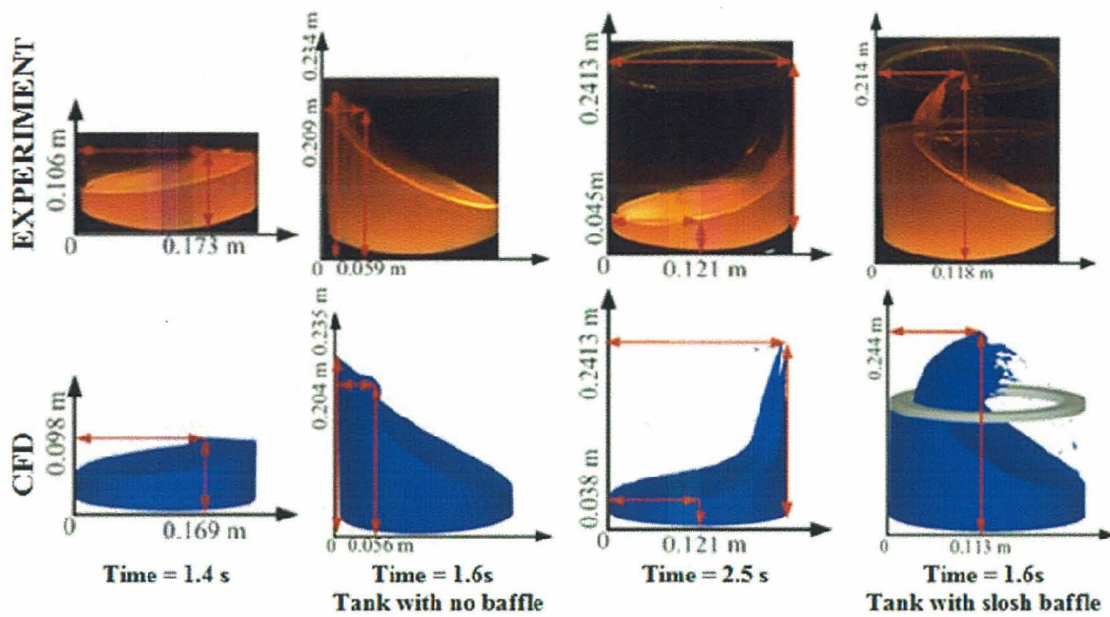 EXPERIMENT
0.106 m
0
0.173 m
0.234 m
0.209 m
0
0.059 m
0.2413 m
0.045m
0
0.121 m
0.214 m
0
0.118 m
CFD
0.098 m
0
0.169 m
0.235 m
0.204 m
0
0.056 m
0.2413 m
0.038 m
0
0.121 m
0.244 m
0
0.113 m
Time = 1.4 s
Time = 1.6s
Time = 2.5 s
Time = 1.6s
Tank with no baffle
Tank with slosh baffle